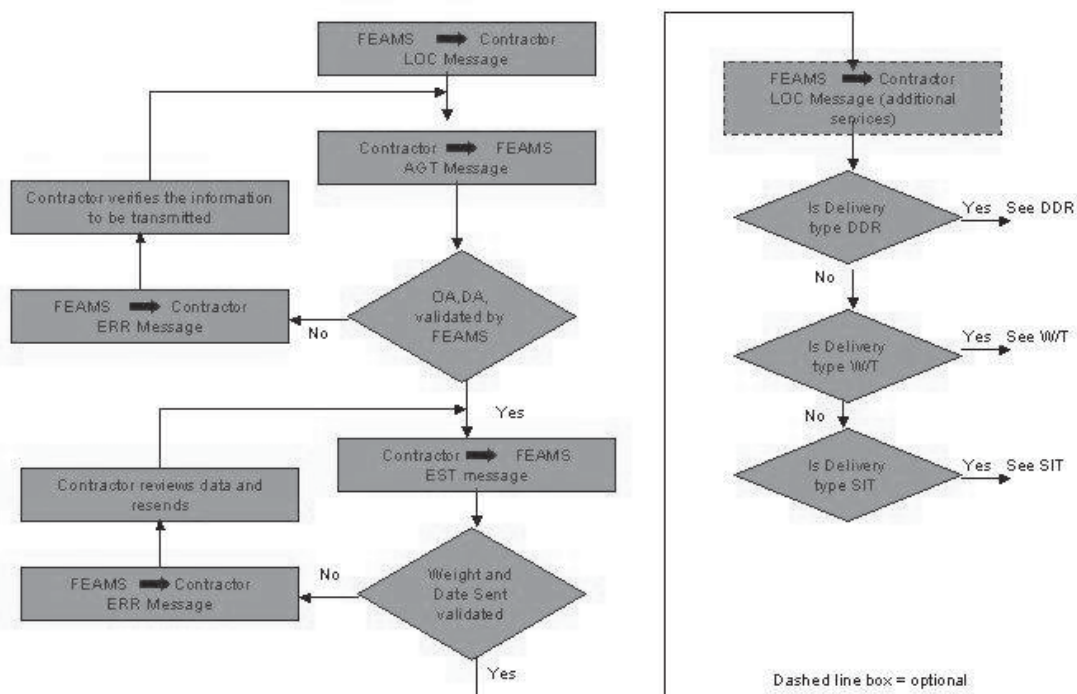 FEAMS Contractor
LOC Message
Contractor FEAMS
AGT Message
Contractor verifies the information
to be transmitted
OA,DA,
validated by
FEAMS
No
FEAMS Contractor
ERR Message
Yes
Contractor FEAMS
EST message
Contractor reviews data and
resends
Weight and
Date Sent
validated
No
FEAMS Contractor
ERR Message
Yes
FEAMS Contractor
LOC Message (additional
services)
Is Delivery
type DDR
Yes See DDR
No
Is Delivery
type W/T
Yes See W/T
No
Is Delivery
type SIT
Yes See SIT
Dashed line box = optional